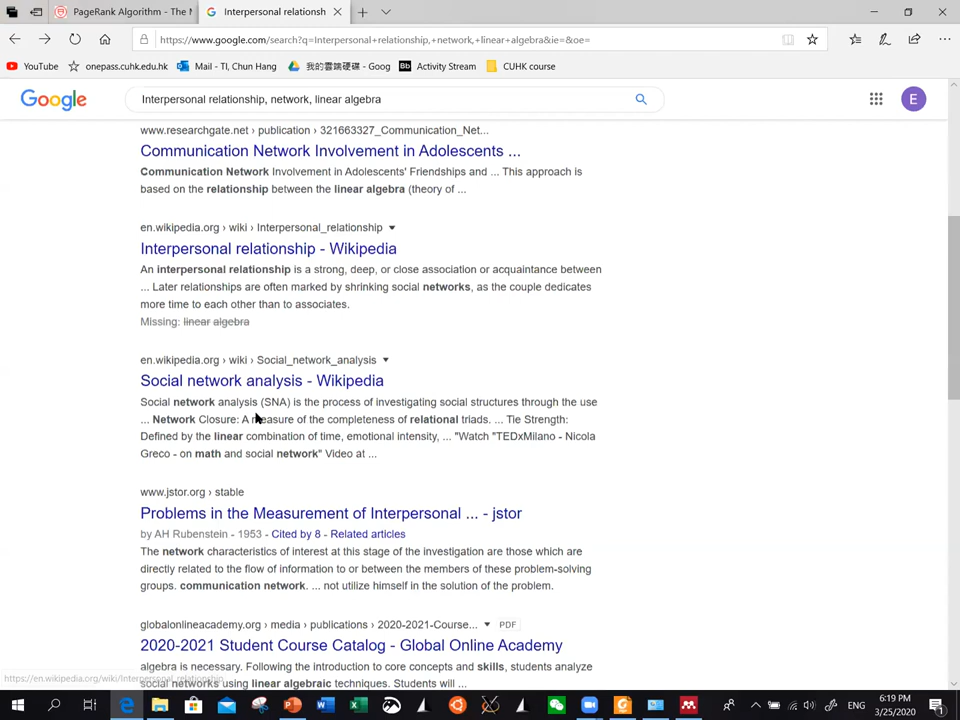 PageRank Algorithm - The M
Interpersonal relationsh
https://www.google.com/search?q=Interpersonal+relationship,+network,+linear+algebra&ie=&oe=
YouTube
onepass.cuhk.edu.hk
Mail - TI, Chun Hang
我的雲端硬碟 - Goog
Bb Activity Stream
CUHK course
Google
Interpersonal relationship, network, linear algebra
E
www.researchgate.net › publication › 321663327_Communication_Net...
Communication Network Involvement in Adolescents ...
Communication Network Involvement in Adolescents' Friendships and ... This approach is
based on the relationship between the linear algebra (theory of ...
en.wikipedia.org › wiki › Interpersonal_relationship
Interpersonal relationship - Wikipedia
An interpersonal relationship is a strong, deep, or close association or acquaintance between
... Later relationships are often marked by shrinking social networks, as the couple dedicates
more time to each other than to associates.
Missing: linear algebra
en.wikipedia.org › wiki › Social_network_analysis
Social network analysis - Wikipedia
Social network analysis (SNA) is the process of investigating social structures through the use
... Network Closure: A measure of the completeness of relational triads. ... Tie Strength:
Defined by the linear combination of time, emotional intensity, ... "Watch "TEDxMilano - Nicola
Greco - on math and social network" Video at ...
www.jstor.org › stable
Problems in the Measurement of Interpersonal ... - jstor
by AH Rubenstein - 1953 - Cited by 8 - Related articles
The network characteristics of interest at this stage of the investigation are those which are
directly related to the flow of information to or between the members of these problem-solving
groups. communication network. ... not utilize himself in the solution of the problem.
globalonlineacademy.org › media › publications › 2020-2021-Course... PDF
2020-2021 Student Course Catalog - Global Online Academy
algebra is necessary. Following the introduction to core concepts and skills, students analyze
social networks using linear algebraic techniques. Students will ...
https://en.wikipedia.org/wiki/Interpersonal_relationship
ENG
6:19 PM
3/25/2020
1